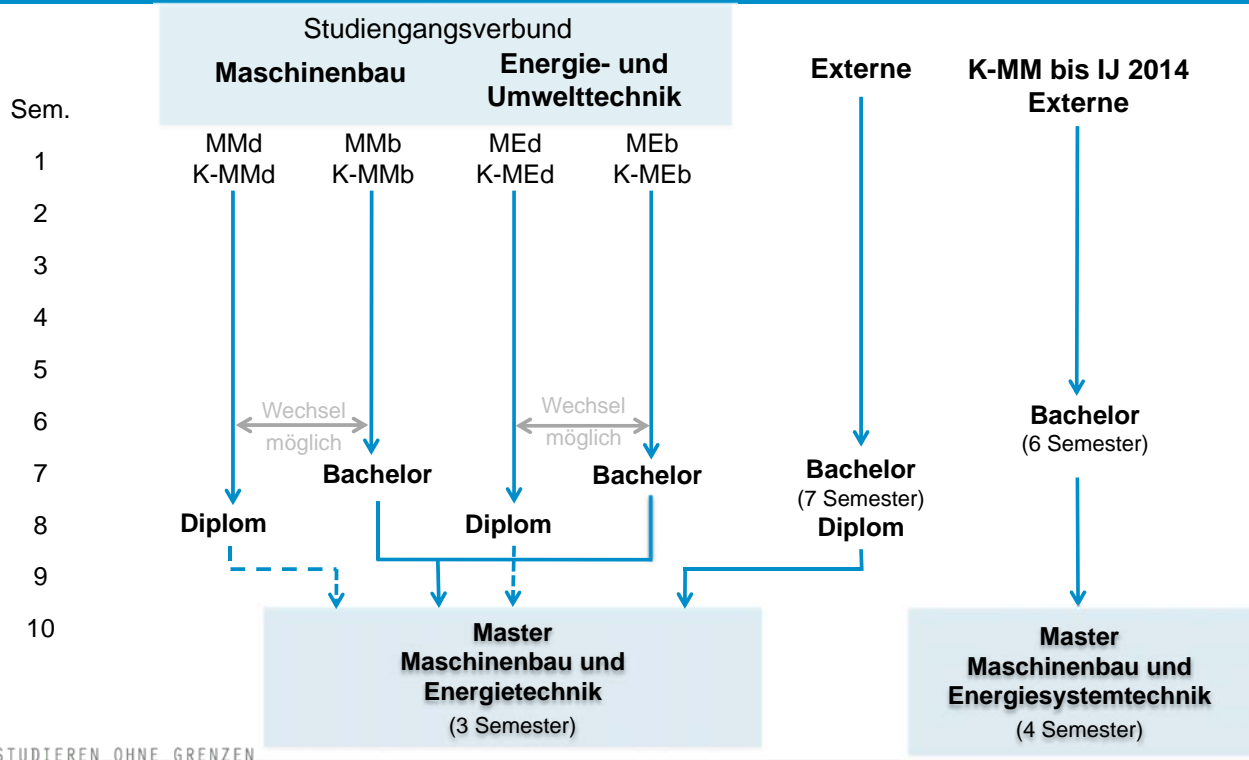 Studiengangsverbund
Maschinenbau
Energie- und
Umwelttechnik
Externe
K-MM bis IJ 2014
Externe
Sem.
1
2
3
4
5
6
7
8
9
10
MMd
K-MMd
MMb
K-MMb
MEd
K-MEd
MEb
K-MEb
Wechsel
möglich
Wechsel
möglich
Bachelor
(6 Semester)
Bachelor
Bachelor
Bachelor
(7 Semester)
Diplom
Diplom
Diplom
Master
Maschinenbau und
Energietechnik
(3 Semester)
Master
Maschinenbau und
Energiesystemtechnik
(4 Semester)
STUDIEREN OHNE GRENZEN